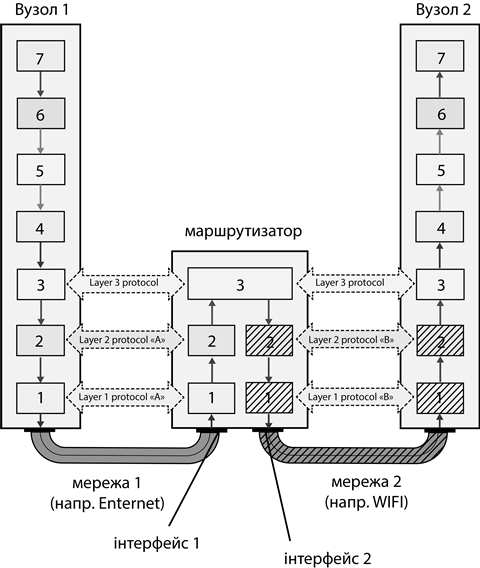 Вузол 1
Вузол 2
7
7
6
6
5
5
4
4
маршрутизатор
3
Layer 3 protocol
3
Layer 3 protocol
3
2
Layer 2 protocol «A»
2
2
Layer 2 protocol «B»
2
1
Layer 1 protocol «A»
1
1
Layer 1 protocol «B»
1
мережа 1
(напр. Enternet)
мережа 2
(напр. WIFI)
інтерфейс 1
інтерфейс 2